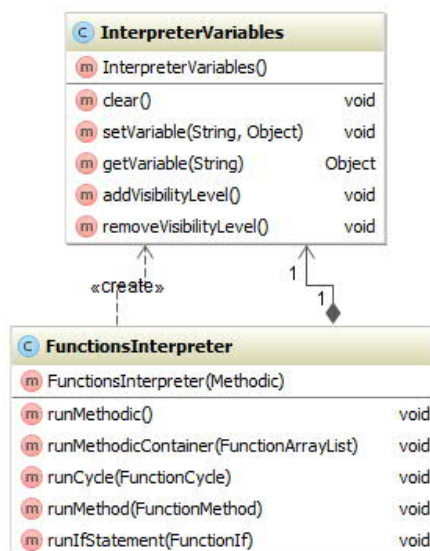 C InterpreterVariables
m InterpreterVariables()
m clear() void
m setVariable(String, Object) void
m getVariable(String) Object
m addVisibilityLevel() void
m removeVisibilityLevel() void
«create»
1
1
C FunctionsInterpreter
m FunctionsInterpreter(Methodic)
m runMethodic() void
m runMethodicContainer(FunctionArrayList) void
m runCycle(FunctionCycle) void
m runMethod(FunctionMethod) void
m runIfStatement(FunctionIf) void